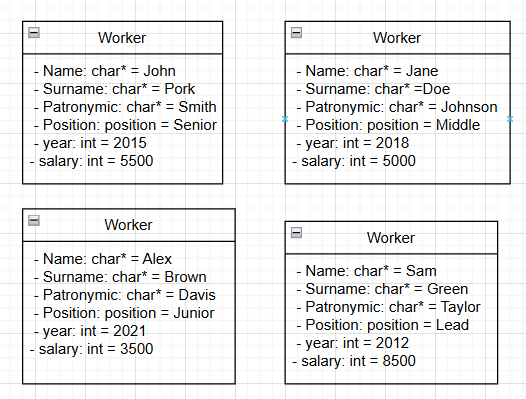 Worker
- Name: char* = John
- Surname: char* = Pork
- Patronymic: char* = Smith
- Position: position = Senior
- year: int = 2015
- salary: int = 5500
Worker
- Name: char* = Jane
- Surname: char* =Doe
- Patronymic: char* = Johnson
- Position: position = Middle
- year: int = 2018
- salary: int = 5000
Worker
- Name: char* = Alex
- Surname: char* = Brown
- Patronymic: char* = Davis
- Position: position = Junior
- year: int = 2021
- salary: int = 3500
Worker
- Name: char* = Sam
- Surname: char* = Green
- Patronymic: char* = Taylor
- Position: position = Lead
- year: int = 2012
- salary: int = 8500